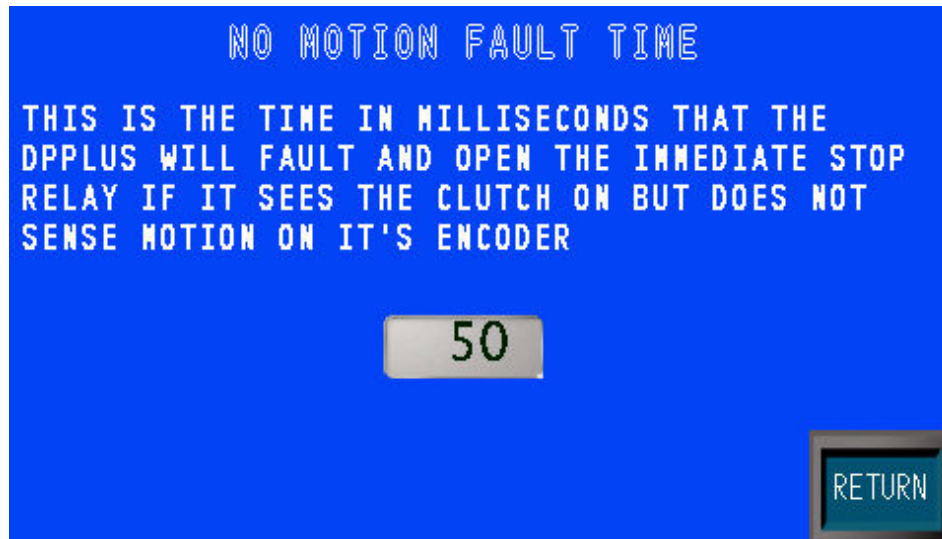 NO MOTION FAULT TIME
THIS IS THE TIME IN MILLISECONDS THAT THE
DPPLUS WILL FAULT AND OPEN THE IMMEDIATE STOP
RELAY IF IT SEES THE CLUTCH ON BUT DOES NOT
SENSE MOTION ON IT'S ENCODER
50
RETURN